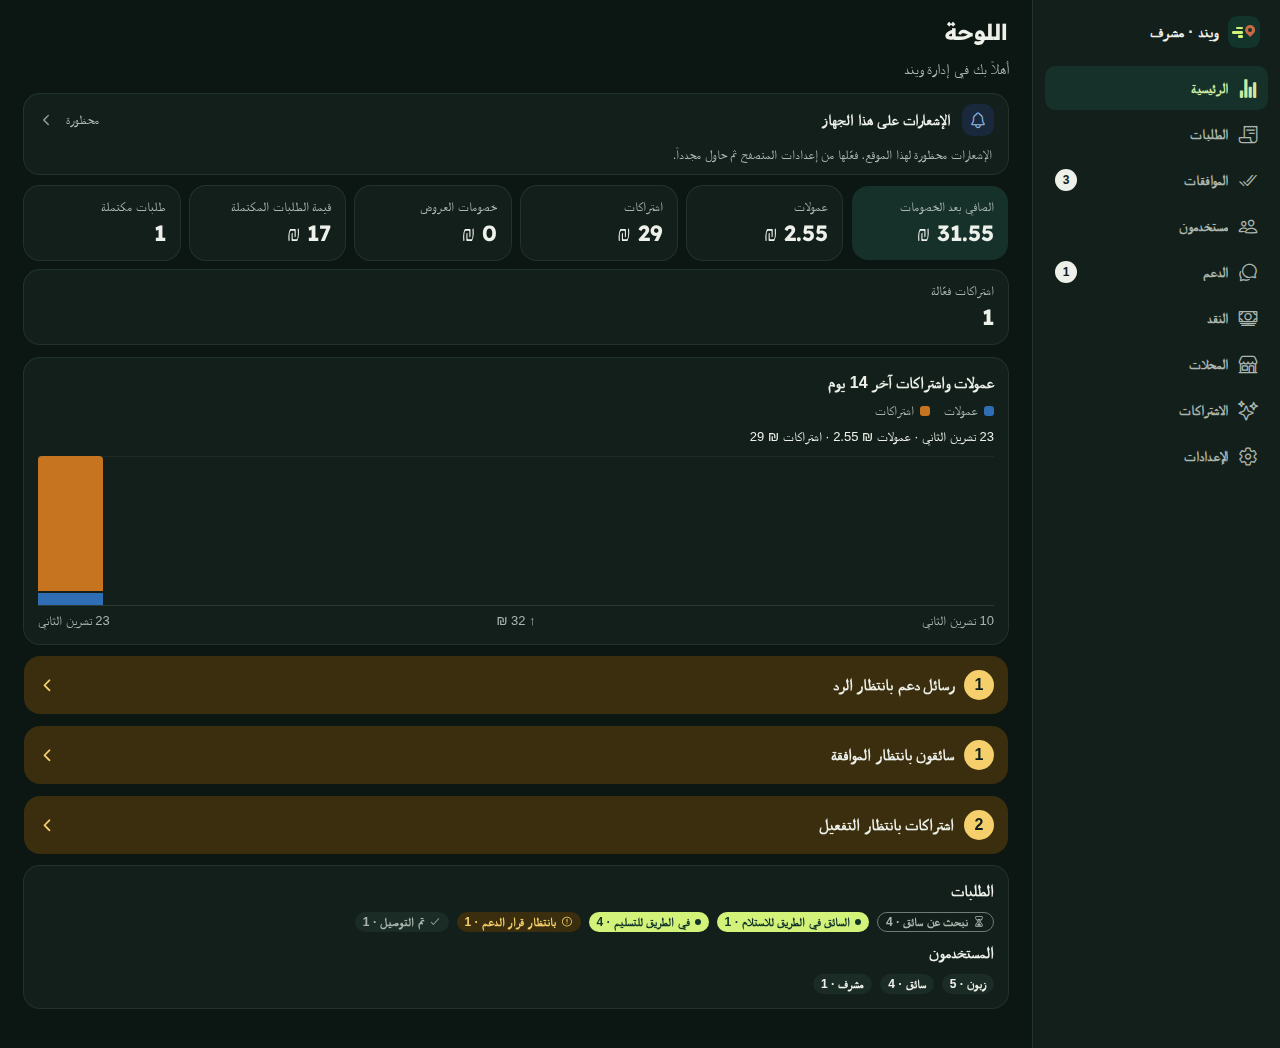 ويند · مشرف
الرئيسية
الطلبات
الموافقات 3
مستخدمون
الدعم 1
النقد
المحلات
الاشتراكات
الإعدادات
اللوحة
أهلاً بك في إدارة ويند
الإشعارات على هذا الجهاز
محظورة
الإشعارات محظورة لهذا الموقع. فعّلها من إعدادات المتصفح ثم حاول مجدداً.
الصافي بعد الخصومات
31.55 ₪
عمولات
2.55 ₪
اشتراكات
29 ₪
خصومات العروض
0 ₪
قيمة الطلبات المكتملة
17 ₪
طلبات مكتملة
1
اشتراكات فعّالة
1
عمولات واشتراكات آخر 14 يوم
عمولات
اشتراكات
23 تشرين الثاني · عمولات ₪ 2.55 · اشتراكات ₪ 29
10 تشرين الثاني
↑ 32 ₪
23 تشرين الثاني
1 رسائل دعم بانتظار الرد
1 سائقون بانتظار الموافقة
2 اشتراكات بانتظار التفعيل
الطلبات
نبحث عن سائق · 4
السائق في الطريق للاستلام · 1
في الطريق للتسليم · 4
بانتظار قرار الدعم · 1
تم التوصيل · 1
المستخدمون
زبون · 5
سائق · 4
مشرف · 1